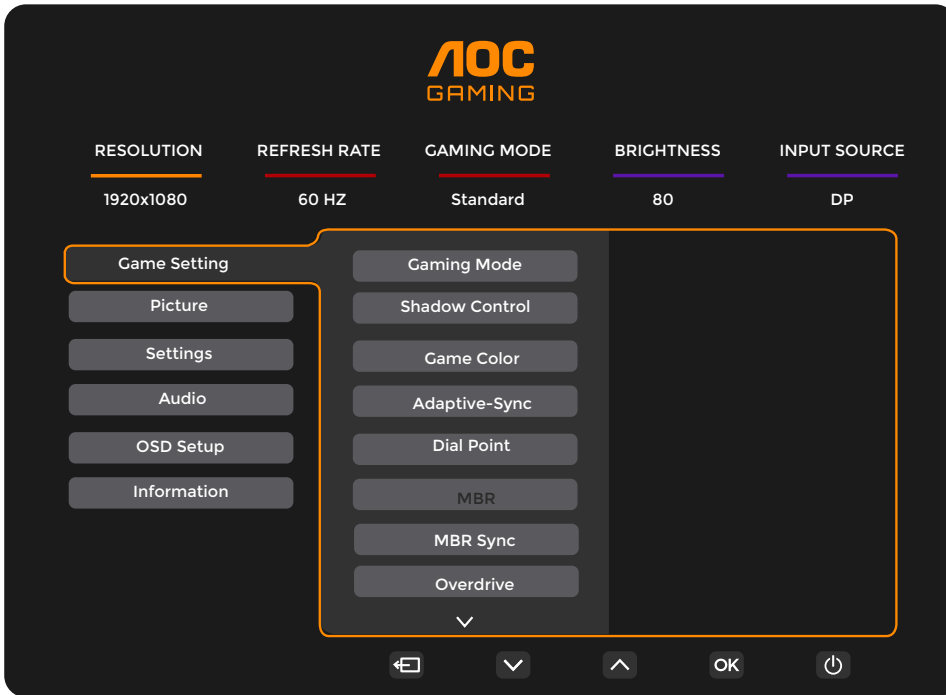 AOC
GAMING
RESOLUTION REFRESH RATE GAMING MODE BRIGHTNESS INPUT SOURCE
1920x1080 60 HZ Standard 80 DP
Game Setting
Picture
Settings
Audio
OSD Setup
Information
Gaming Mode
Shadow Control
Game Color
Adaptive-Sync
Dial Point
MBR
MBR Sync
Overdrive
OK